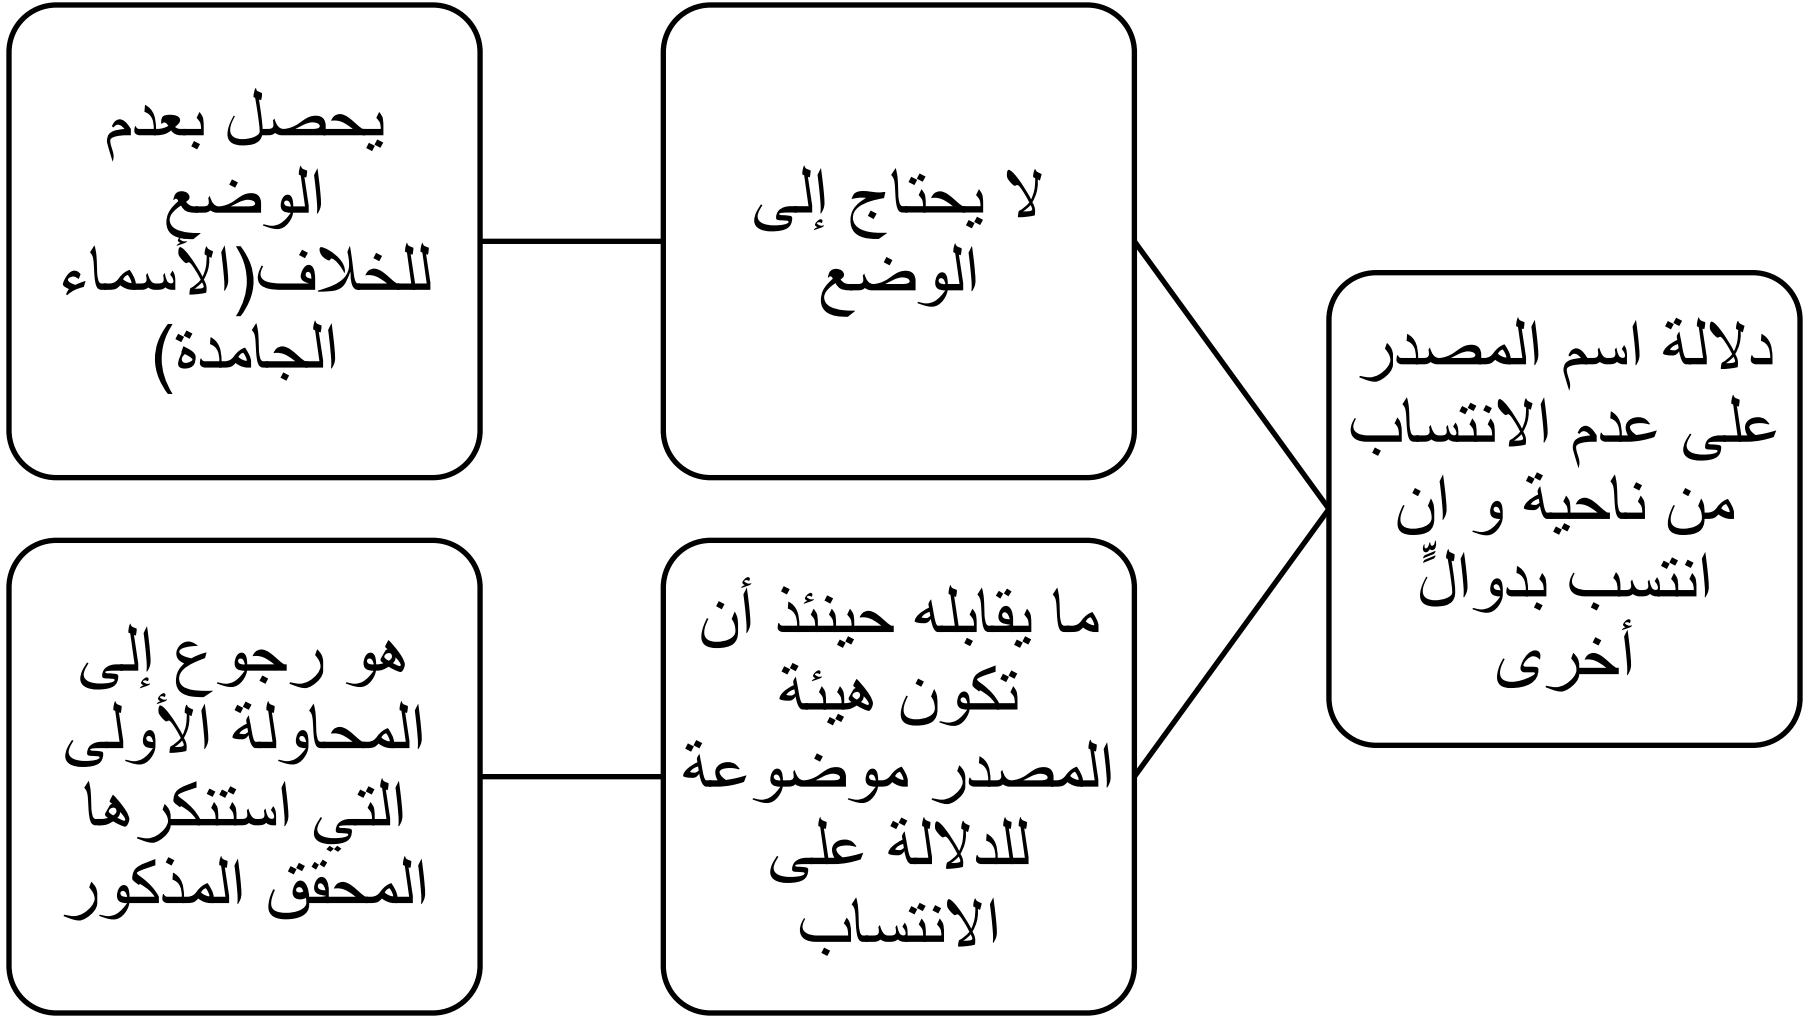 دلالة اسم المصدر
على عدم الانتساب
من ناحية و ان
انتسب بدوالٍّ
أخرى
لا يحتاج إلى
الوضع
يحصل بعدم
الوضع
للخلاف(الأسماء
الجامدة)
ما يقابله حينئذ أن
تكون هيئة
المصدر موضوعة
للدلالة على
الانتساب
هو رجوع إلى
المحاولة الأولى
التي استنكرها
المحقق المذكور